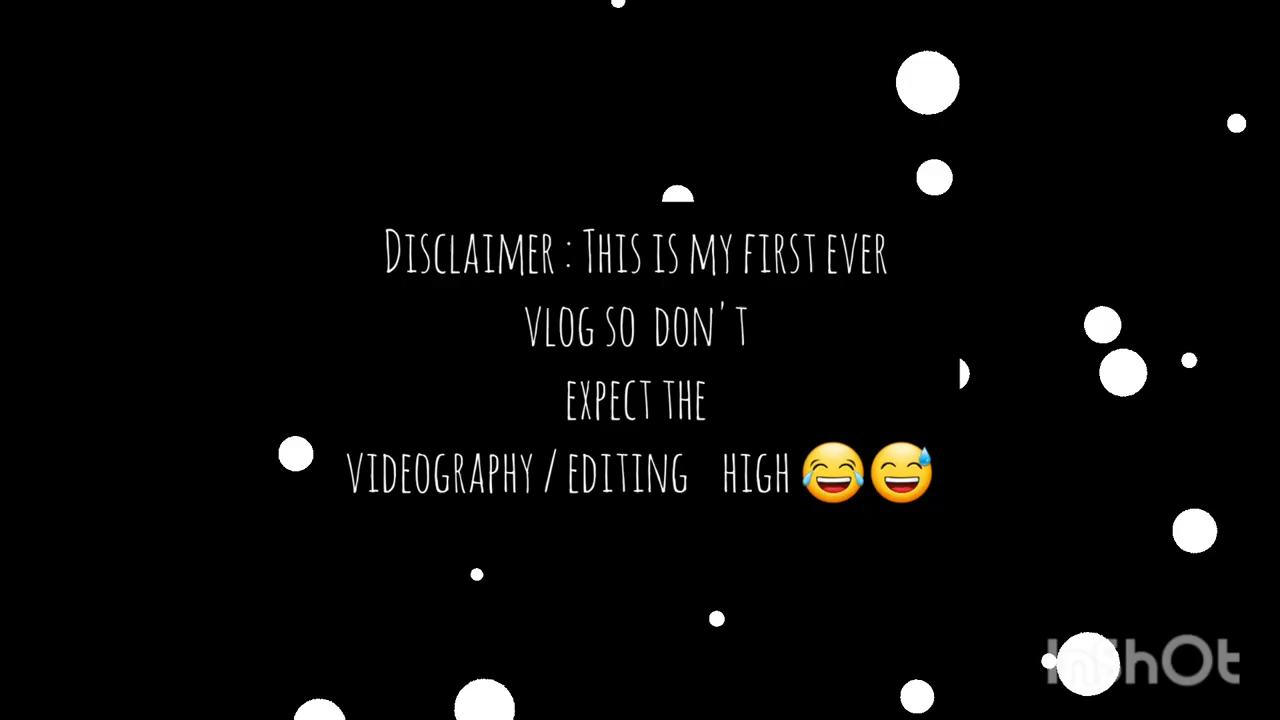 Disclaimer : This is my first ever
vlog so don't
expect the
videography / editing high 😂😅
InShOt